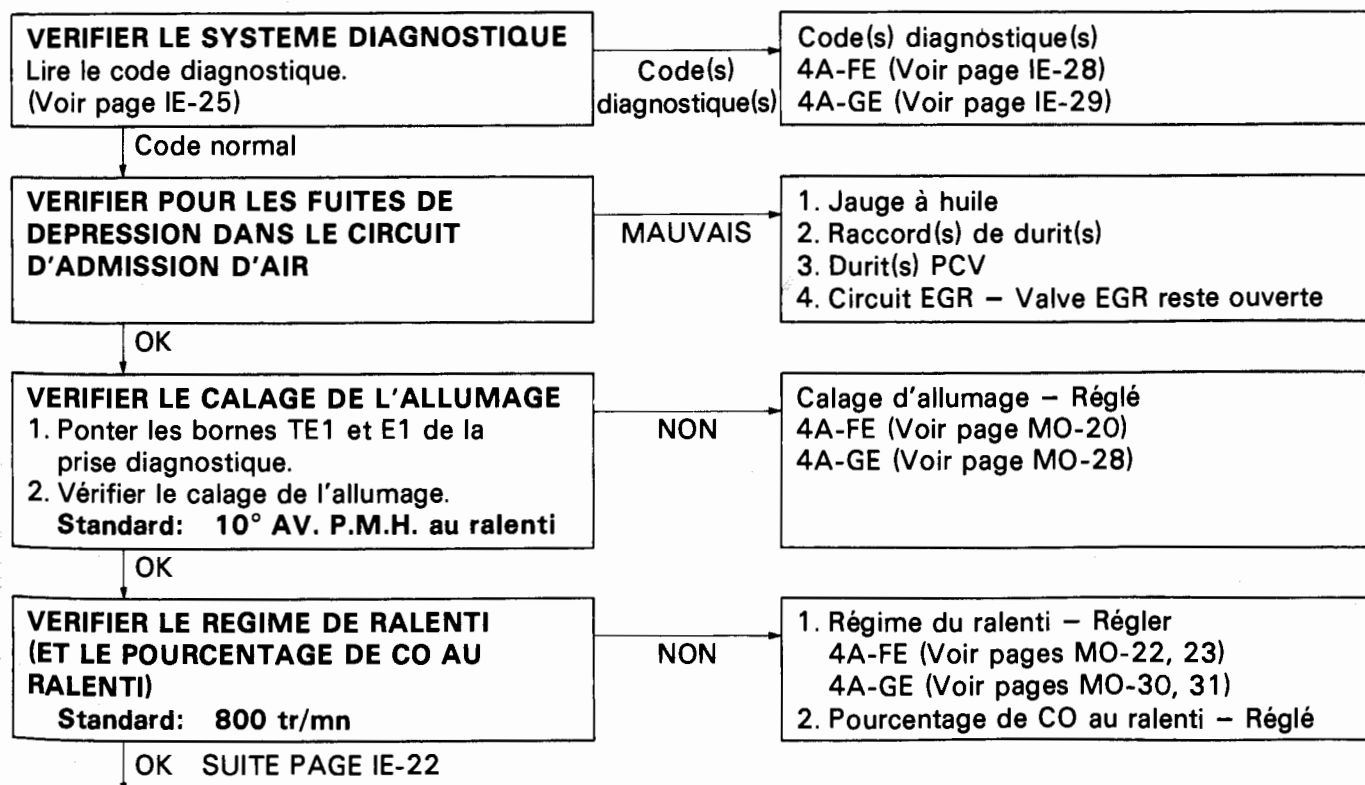 VERIFIER LE SYSTEME DIAGNOSTIQUE
Lire le code diagnostique.
(Voir page IE-25)
Code(s)
diagnostique(s)
Code(s) diagnóstique(s)
4A-FE (Voir page IE-28)
4A-GE (Voir page IE-29)
Code normal
VERIFIER POUR LES FUITES DE
DEPRESSION DANS LE CIRCUIT
D'ADMISSION D'AIR
MAUVAIS
1. Jauge à huile
2. Raccord(s) de durit(s)
3. Durit(s) PCV
4. Circuit EGR – Valve EGR reste ouverte
OK
VERIFIER LE CALAGE DE L'ALLUMAGE
1. Ponter les bornes TE1 et E1 de la
prise diagnostique.
2. Vérifier le calage de l'allumage.
Standard: 10° AV. P.M.H. au ralenti
NON
Calage d'allumage – Réglé
4A-FE (Voir page MO-20)
4A-GE (Voir page MO-28)
OK
VERIFIER LE REGIME DE RALENTI
(ET LE POURCENTAGE DE CO AU
RALENTI)
Standard: 800 tr/mn
NON
1. Régime du ralenti – Régler
4A-FE (Voir pages MO-22, 23)
4A-GE (Voir pages MO-30, 31)
2. Pourcentage de CO au ralenti – Réglé
OK SUITE PAGE IE-22